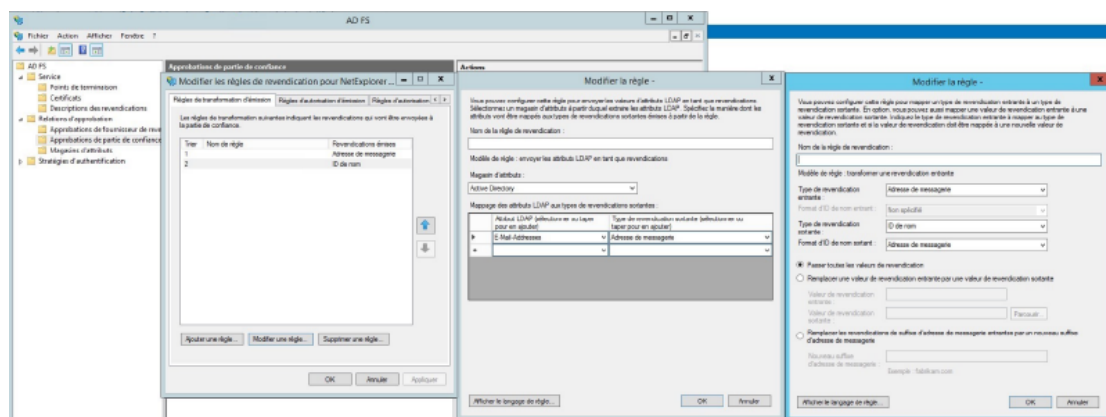 AD FS
Fichier Action Afficher Fenêtre ?
AD FS
Service
Points de terminaison
Certificats
Descriptions des revendications
Relations d'approbation
Approbations de fournisseur de reve
Approbations de partie de confiance
Magasins d'attributs
Stratégies d'authentification
Approbations de partie de confiance
Actions
Modifier les règles de revendication pour NetExplorer ...
Règles de transformation d'émission
Règles d'autorisation d'émission
Règles d'autorisation
Les règles de transformation suivantes indiquent les revendications qui vont être envoyées à
la partie de confiance.
Trier Nom de règle Revendications émises
1 Adresse de messagerie
2 ID de nom
Ajouter une règle... Modifier une règle... Supprimer une règle...
OK Annuler Appliquer
Modifier la règle -
Vous pouvez configurer cette règle pour envoyer les valeurs d'attributs LDAP en tant que revendications.
Sélectionnez un magasin d'attributs à partir duquel extraire les attributs LDAP. Spécifiez la manière dont les
attributs vont être mappés aux types de revendications sortantes émises à partir de la règle.
Nom de la règle de revendication :
Modèle de règle : envoyer les attributs LDAP en tant que revendications
Magasin d'attributs :
Active Directory
Mappage des attributs LDAP aux types de revendications sortantes :
Attribut LDAP (sélectionner ou taper
pour en ajouter)
Type de revendication sortante (sélectionner ou
taper pour en ajouter)
E-Mail-Addresses Adresse de messagerie
Afficher le langage de règle... OK Annuler
Modifier la règle -
Vous pouvez configurer cette règle pour mapper un type de revendication entrante à un type de
revendication sortante. En option, vous pouvez aussi mapper une valeur de revendication entrante à une
valeur de revendication sortante. Indiquez le type de revendication entrante à mapper au type de
revendication sortante et si la valeur de revendication doit être mappée à une nouvelle valeur de
revendication.
Nom de la règle de revendication :
Modèle de règle : transformer une revendication entrante
Type de revendication
entrante : Adresse de messagerie
Format d'ID de nom entrant : Non spécifié
Type de revendication
sortante : ID de nom
Format d'ID de nom sortant : Adresse de messagerie
Passer toutes les valeurs de revendication
Remplacer une valeur de revendication entrante par une valeur de revendication sortante
Valeur de revendication
entrante :
Valeur de revendication
sortante : Parcourir...
Remplacer les revendications de suffixe d'adresse de messagerie entrantes par un nouveau suffixe
d'adresse de messagerie
Nouveau suffixe
d'adresse de messagerie :
Exemple : fabrikam.com
Afficher le langage de règle... OK Annuler